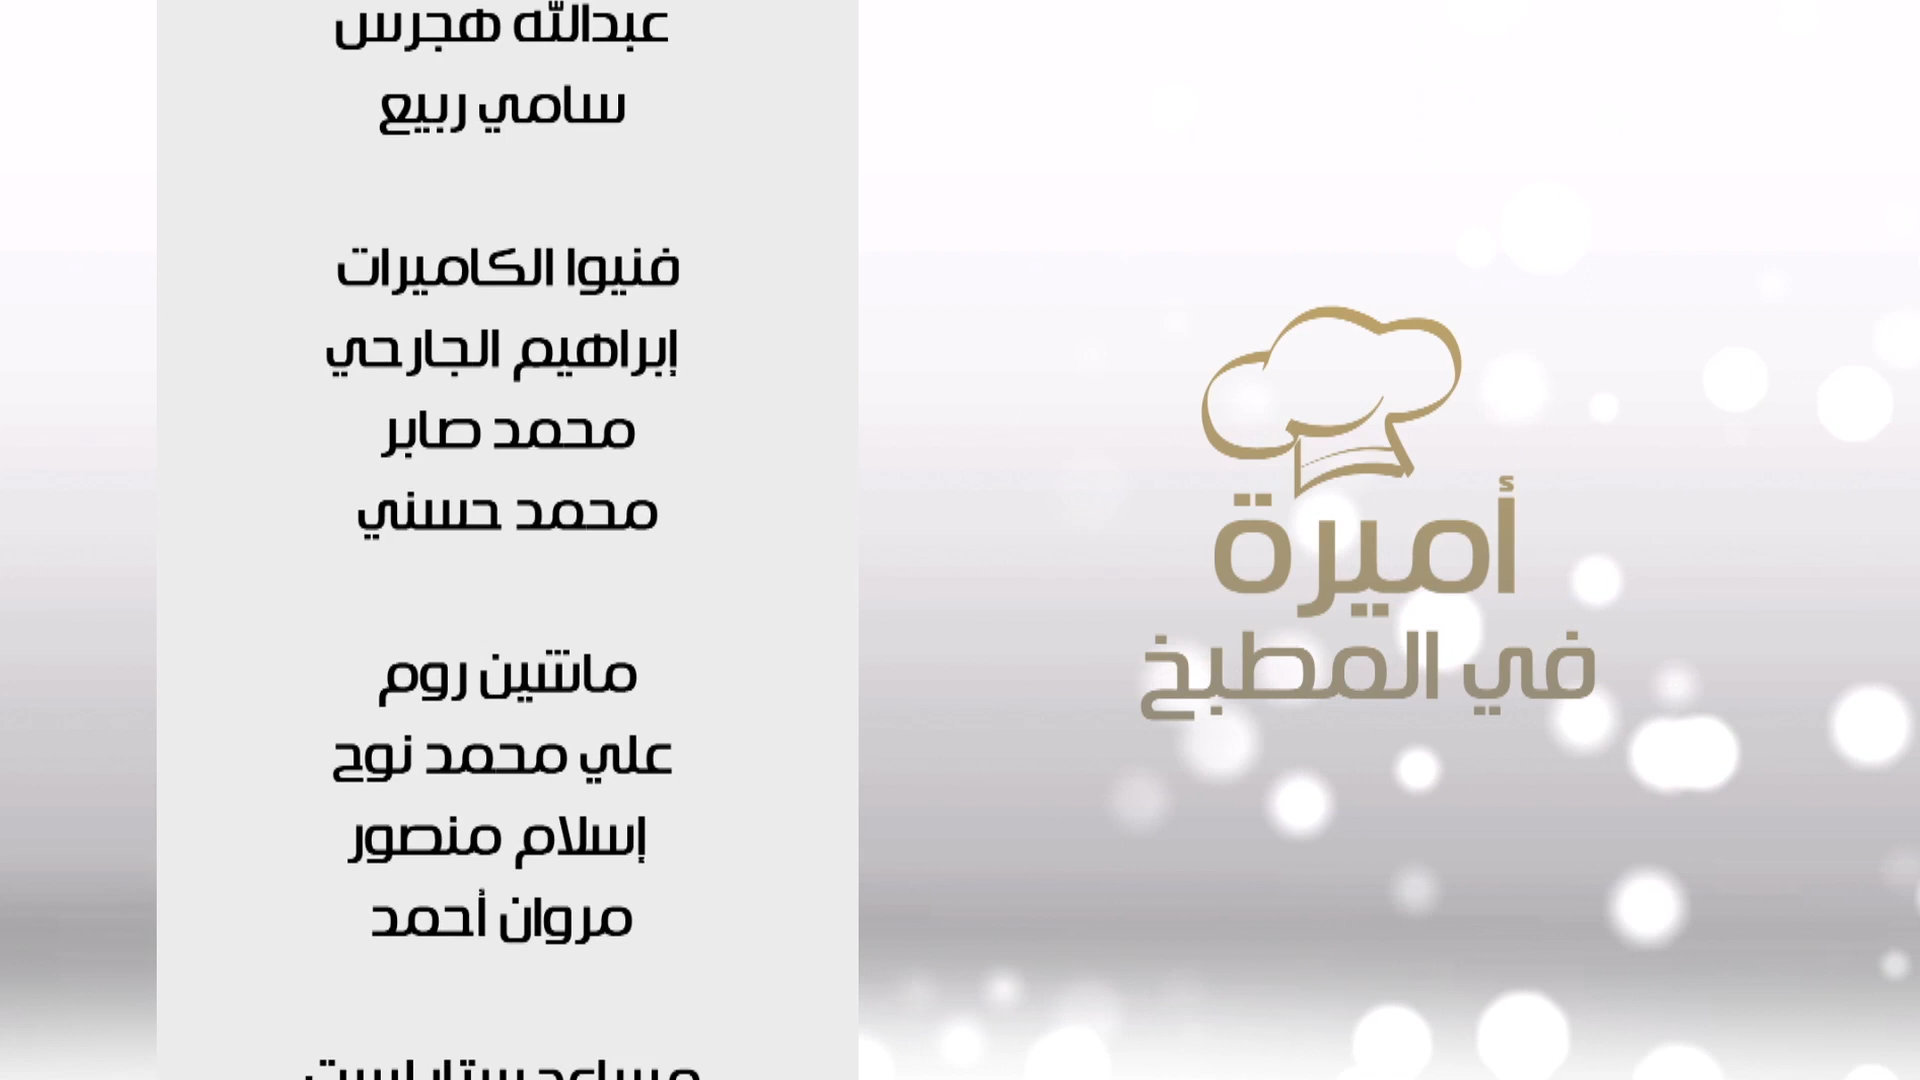 عبدالله هجرس
سامي ربيع
فنيوا الكاميرات
إبراهيم الجارحي
محمد صابر
محمد حسني
ماشين روم
علي محمد نوح
إسلام منصور
مروان أحمد
أميرة
في المطبخ